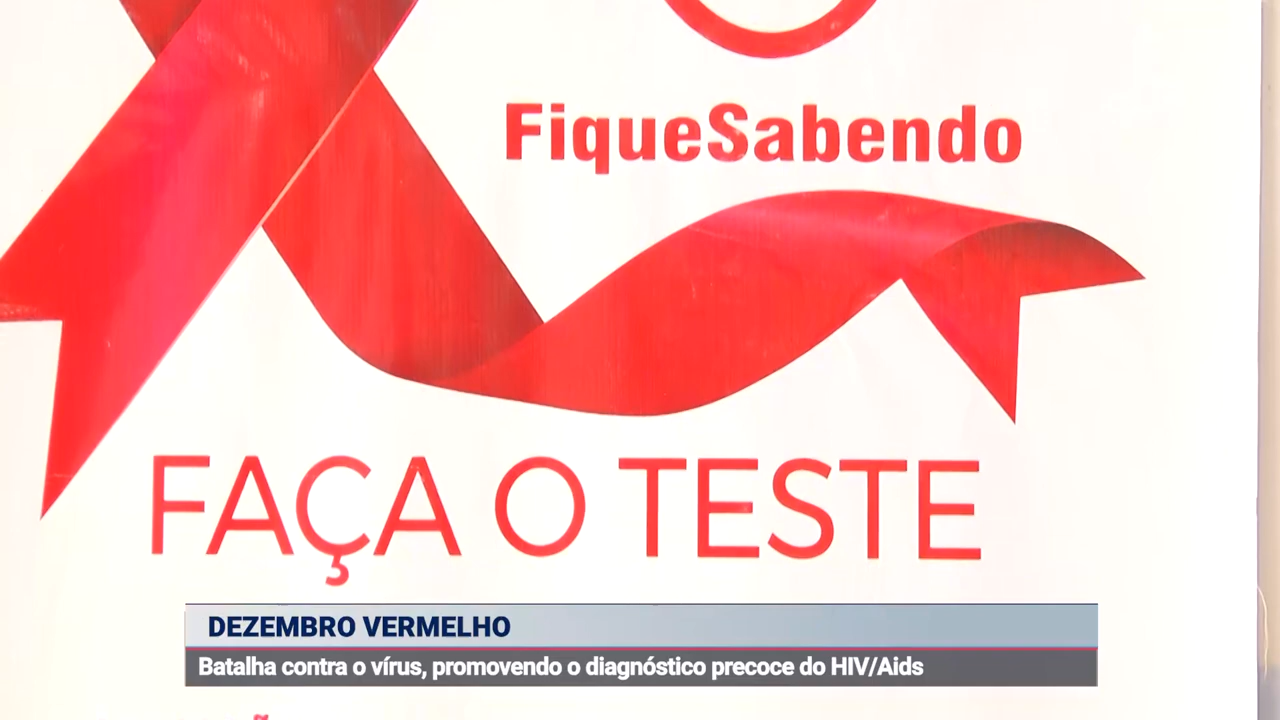 FiqueSabendo
FAÇA O TESTE
DEZEMBRO VERMELHO
Batalha contra o vírus, promovendo o diagnóstico precoce do HIV/Aids